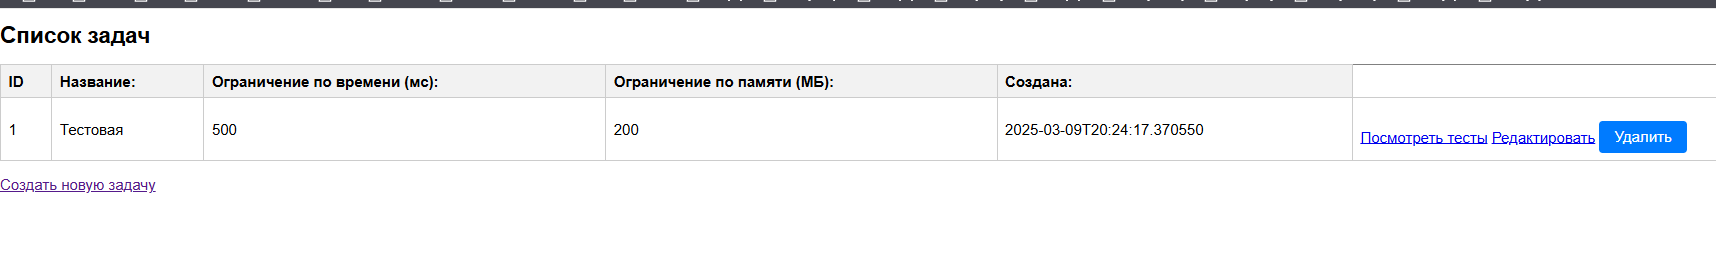 Список задач
ID Название: Ограничение по времени (мс): Ограничение по памяти (МБ): Создана:
1 Тестовая 500 200 2025-03-09T20:24:17.370550 Посмотреть тесты Редактировать Удалить
Создать новую задачу